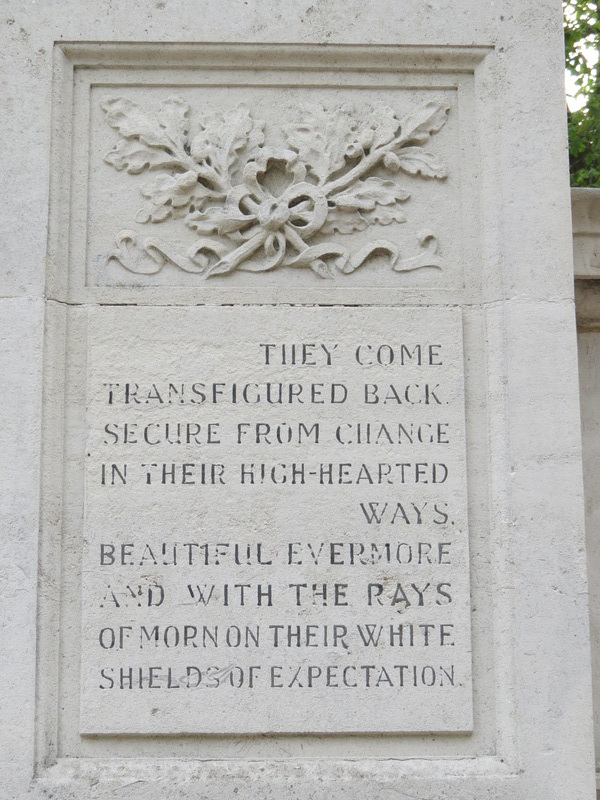 THEY COME
TRANSFIGURED BACK.
SECURE FROM CHANGE
IN THEIR HIGH-HEARTED
WAYS.
BEAUTIFUL EVERMORE
AND WITH THE RAYS
OF MORN ON THEIR WHITE
SHIELDS OF EXPECTATION.